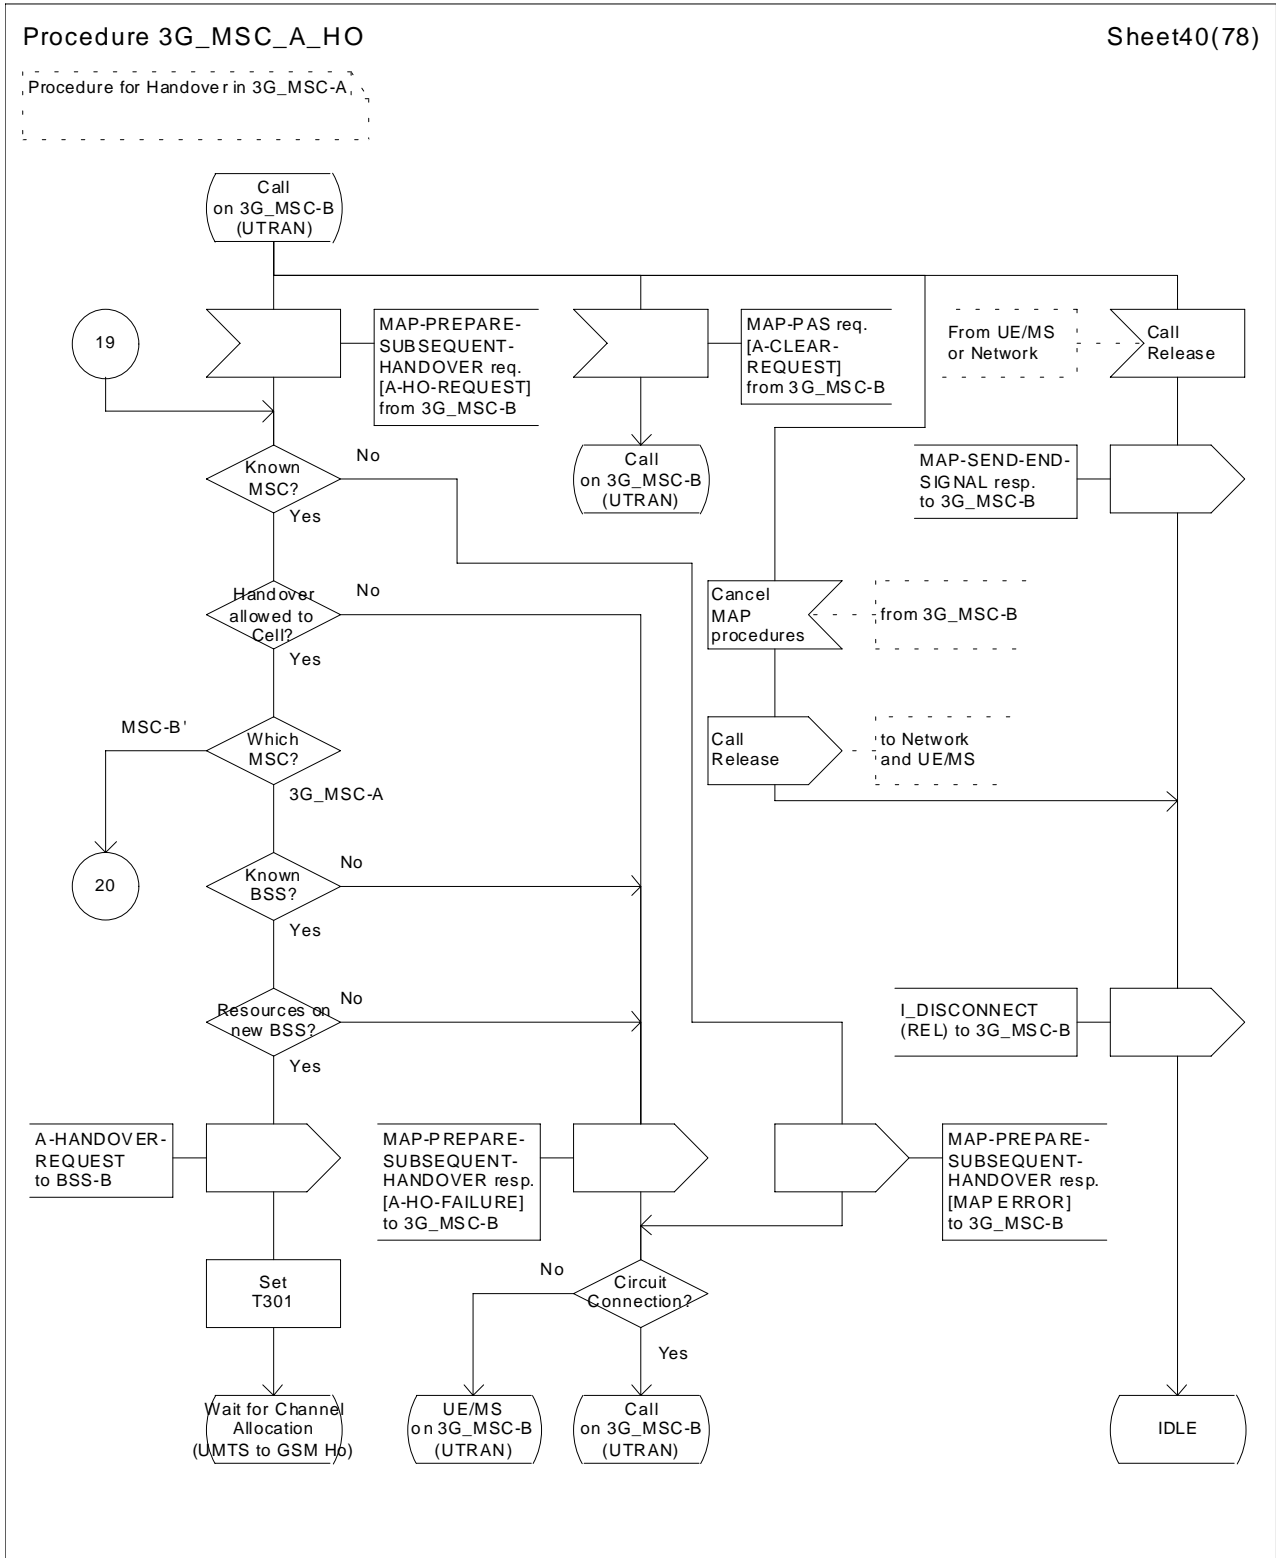 Procedure 3G_MSC_A_HO
Sheet40(78)
Procedure for Handover in 3G_MSC-A
Call
on 3G_MSC-B
(UTRAN)
19
MAP-PREPARE-
SUBSEQUENT-
HANDOVER req.
[A-HO-REQUEST]
from 3G_MSC-B
MAP-PAS req.
[A-CLEAR-
REQUEST]
from 3G_MSC-B
From UE/MS
or Network
Call
Release
Known
MSC?
No
Yes
Call
on 3G_MSC-B
(UTRAN)
MAP-SEND-END-
SIGNAL resp.
to 3G_MSC-B
Handover
allowed to
Cell?
No
Yes
Cancel
MAP
procedures
from 3G_MSC-B
MSC-B'
Which
MSC?
3G_MSC-A
Call
Release
to Network
and UE/MS
20
Known
BSS?
No
Yes
Resources on
new BSS?
No
Yes
I_DISCONNECT
(REL) to 3G_MSC-B
A-HANDOVER-
REQUEST
to BSS-B
MAP-PREPARE-
SUBSEQUENT-
HANDOVER resp.
[A-HO-FAILURE]
to 3G_MSC-B
MAP-PREPARE-
SUBSEQUENT-
HANDOVER resp.
[MAP ERROR]
to 3G_MSC-B
Set
T301
No
Circuit
Connection?
Yes
Wait for Channel
Allocation
(UMTS to GSM Ho)
UE/MS
on 3G_MSC-B
(UTRAN)
Call
on 3G_MSC-B
(UTRAN)
IDLE